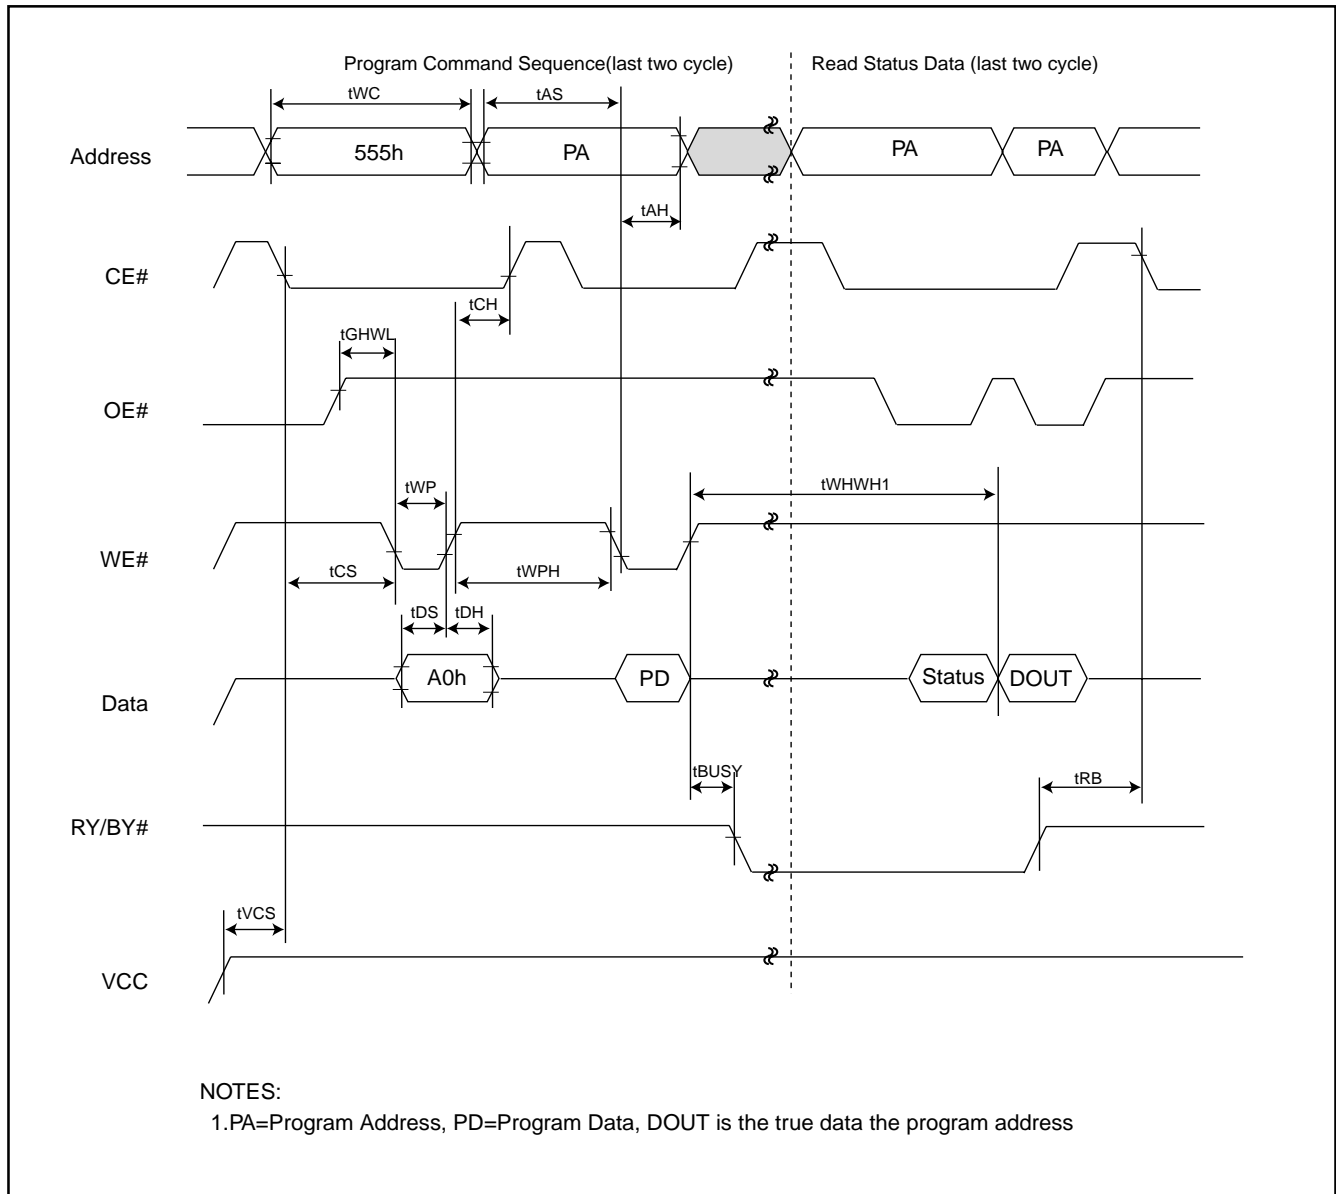 Program Command Sequence(last two cycle)
Read Status Data (last two cycle)
tWC
tAS
Address
555h
PA
PA
PA
tAH
CE#
tCH
tGHWL
OE#
tWHWH1
tWP
WE#
tCS
tWPH
tDS
tDH
A0h
PD
Status
DOUT
Data
tBUSY
tRB
RY/BY#
tVCS
VCC
NOTES:
1.PA=Program Address, PD=Program Data, DOUT is the true data the program address